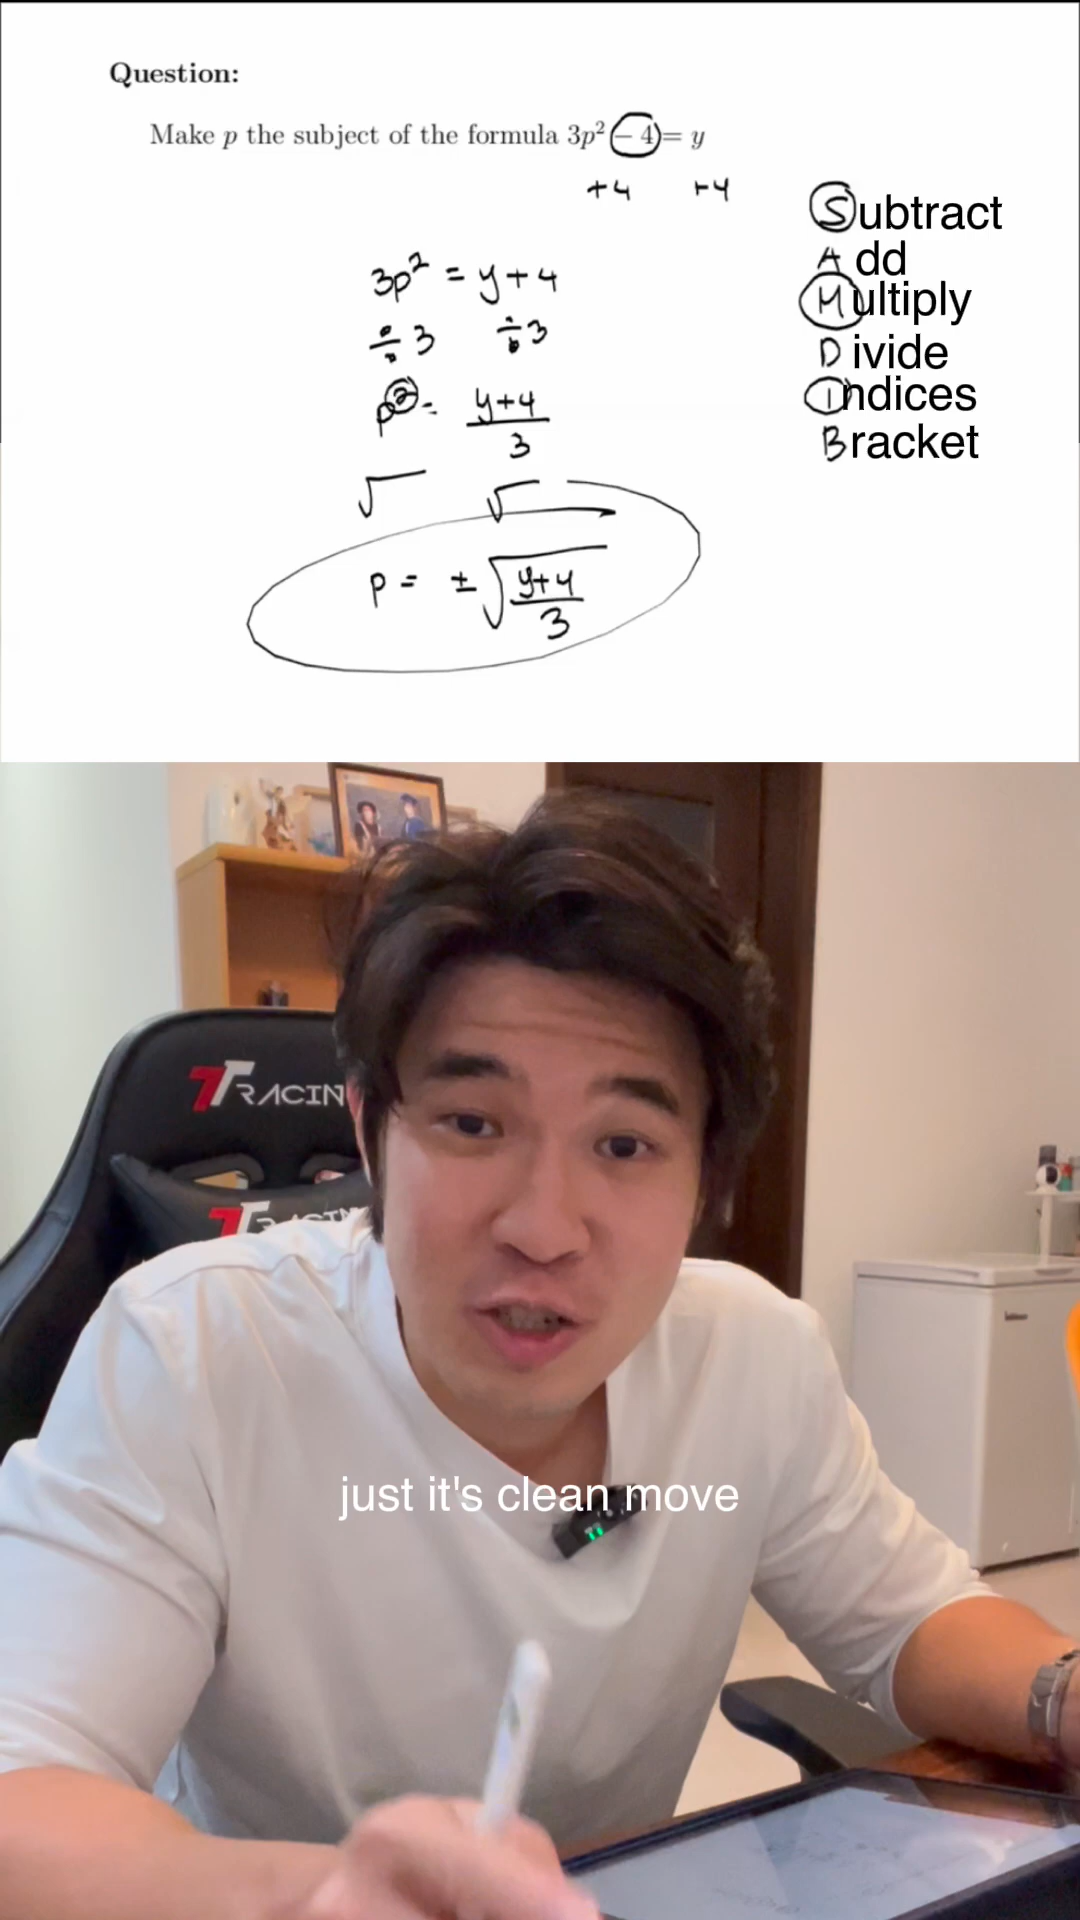 Question:
Make p the subject of the formula 3p² − 4 = y
+4 +4
3p² = y + 4
÷3 ÷3
p² = (y+4)/3
√ √
p = ± √((y+4)/3)
Subtract
Add
Multiply
Divide
Indices
Bracket
TTRACIN
just it's clean move